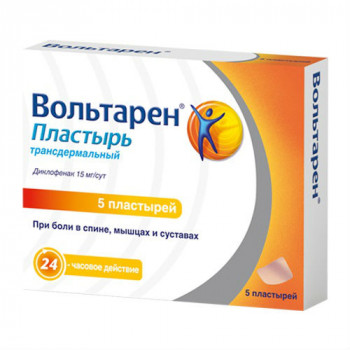 Вольтарен®
Пластырь
трансдермальный
Диклофенак 15 мг/сут
5 пластырей
При боли в спине, мышцах и суставах
24 - часовое действие
5 пластырей
Вольтарен®